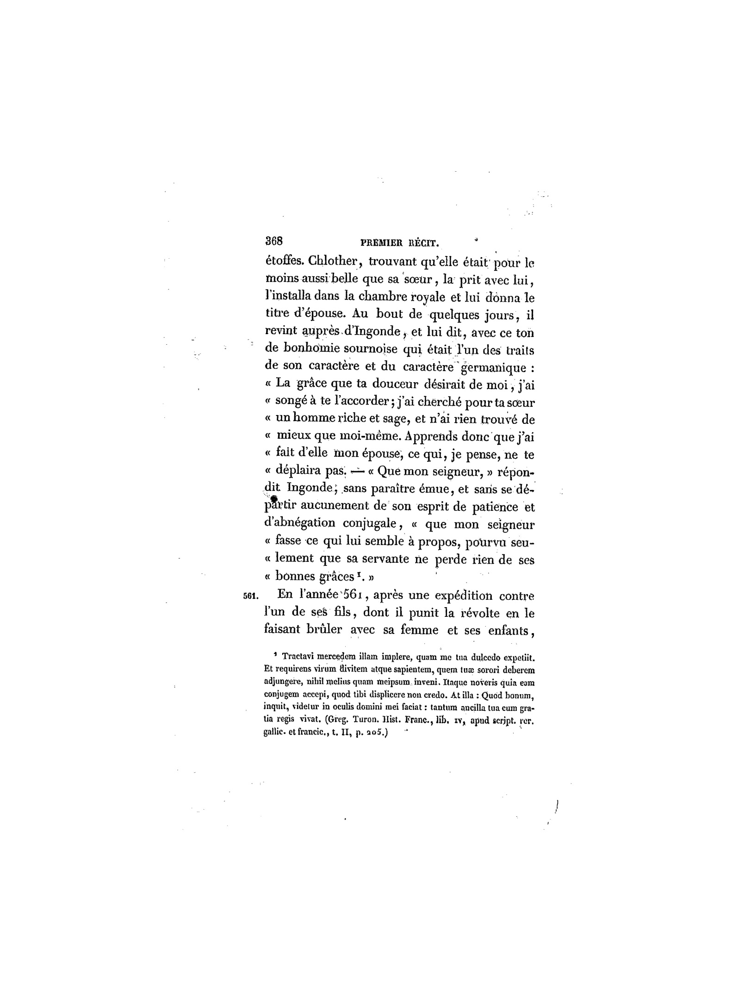 368 PREMIER RÉCIT.
étoffes. Chlother, trouvant qu'elle était pour le
moins aussi belle que sa sœur, la prit avec lui,
l'installa dans la chambre royale et lui donna le
titre d'épouse. Au bout de quelques jours, il
revint auprès d'Ingonde, et lui dit, avec ce ton
de bonhomie sournoise qui était l'un des traits
de son caractère et du caractère germanique :
« La grâce que ta douceur désirait de moi, j'ai
« songé à te l'accorder ; j'ai cherché pour ta sœur
« un homme riche et sage, et n'ai rien trouvé de
« mieux que moi-même. Apprends donc que j'ai
« fait d'elle mon épouse, ce qui, je pense, ne te
« déplaira pas. — « Que mon seigneur, » répon-
dit Ingonde, sans paraître émue, et sans se dé-
partir aucunement de son esprit de patience et
d'abnégation conjugale, « que mon seigneur
« fasse ce qui lui semble à propos, pourvu seu-
« lement que sa servante ne perde rien de ses
« bonnes grâces ¹. »
561. En l'année 561, après une expédition contre
l'un de ses fils, dont il punit la révolte en le
faisant brûler avec sa femme et ses enfants,
¹ Tractavi mercedem illam implere, quam me tua dulcedo expetiit.
Et requirens virum divitem atque sapientem, quem tuæ sorori deberem
adjungere, nihil melius quam meipsum inveni. Itaque noveris quia eam
conjugem accepi, quod tibi displicere non credo. At illa : Quod bonum,
inquit, videtur in oculis domini mei faciat : tantum ancilla tua cum gra-
tia regis vivat. (Greg. Turon. Hist. Franc., lib. IV, apud script. rer.
gallic. et francic., t. II, p. 205.)